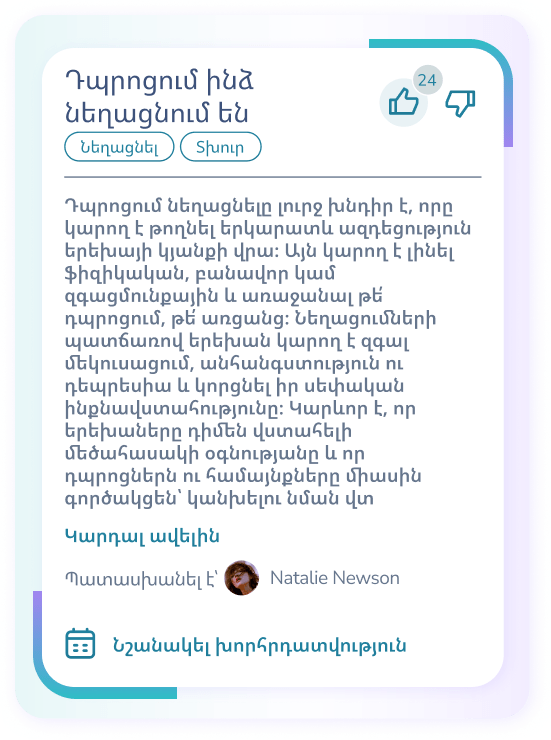 Դպրոցում ինձ
նեղացնում են
24
Նեղացնել Տխուր
Դպրոցում նեղացնելը լուրջ խնդիր է, որը
կարող է թողնել երկարատև ազդեցություն
երեխայի կյանքի վրա: Այն կարող է լինել
ֆիզիկական, բանավոր կամ
զգացմունքային և առաջանալ թե՛
դպրոցում, թե՛ առցանց: Նեղացումների
պատճառով երեխան կարող է զգալ
մեկուսացում, անհանգստություն ու
դեպրեսիա և կորցնել իր սեփական
ինքնավստահությունը: Կարևոր է, որ
երեխաները դիմեն վստահելի
մեծահասակի օգնությանը և որ
դպրոցներն ու համայնքները միասին
գործակցեն՝ կանխելու նման վտ
Կարդալ ավելին
Պատասխանել է՝ Natalie Newson
Նշանակել խորհրդատվություն